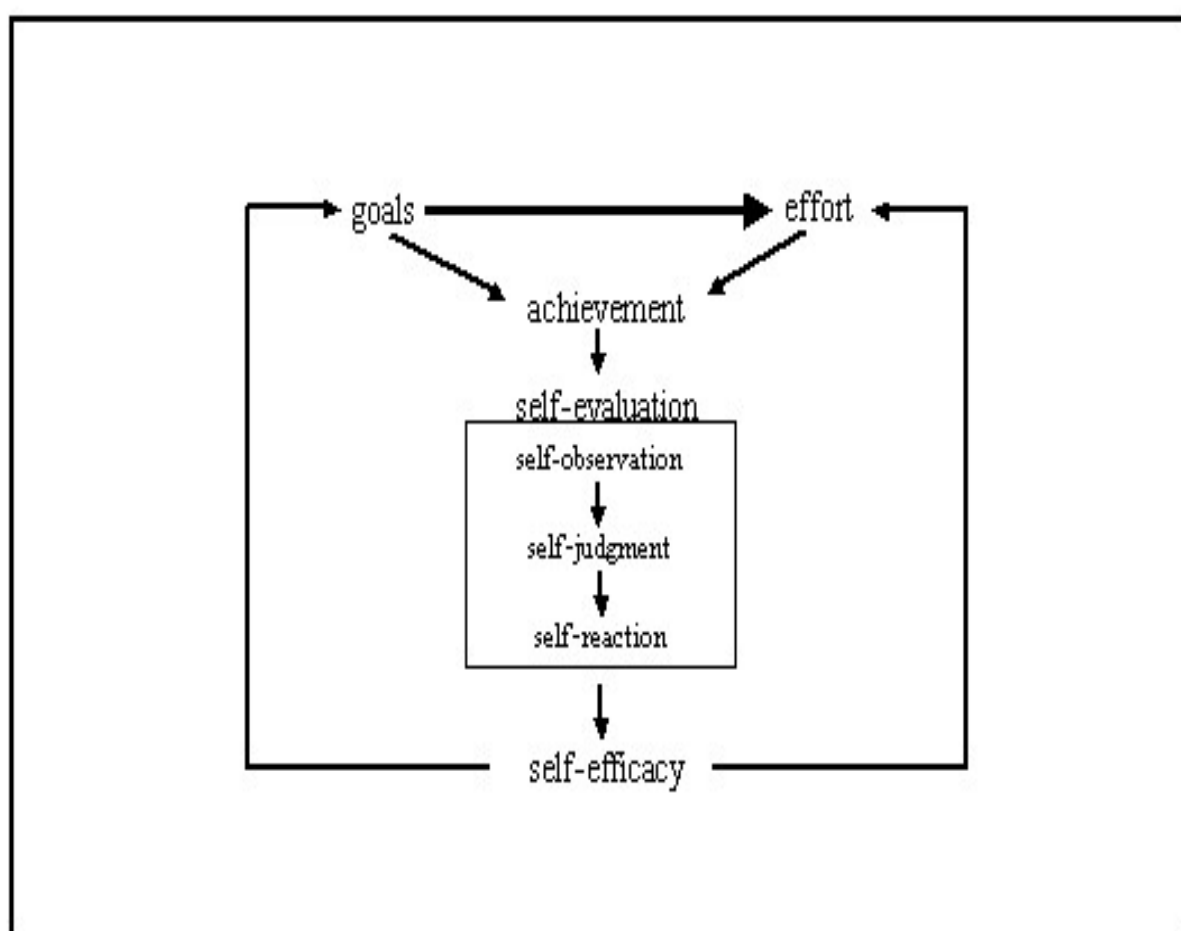 goals
effort
achievement
self-evaluation
self-observation
self-judgment
self-reaction
self-efficacy